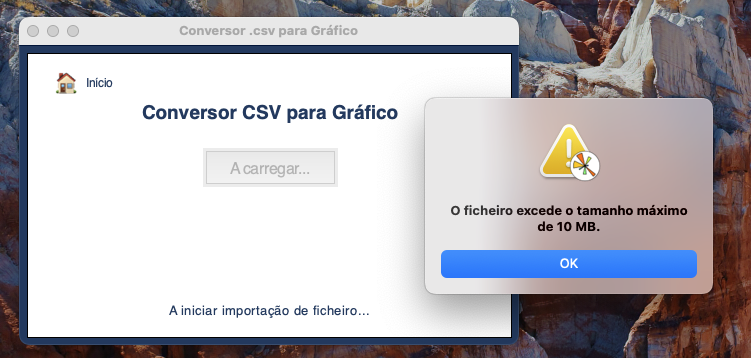 Conversor .csv para Gráfico
Início
Conversor CSV para Gráfico
A carregar...
O ficheiro excede o tamanho máximo
de 10 MB.
OK
A iniciar importação de ficheiro...